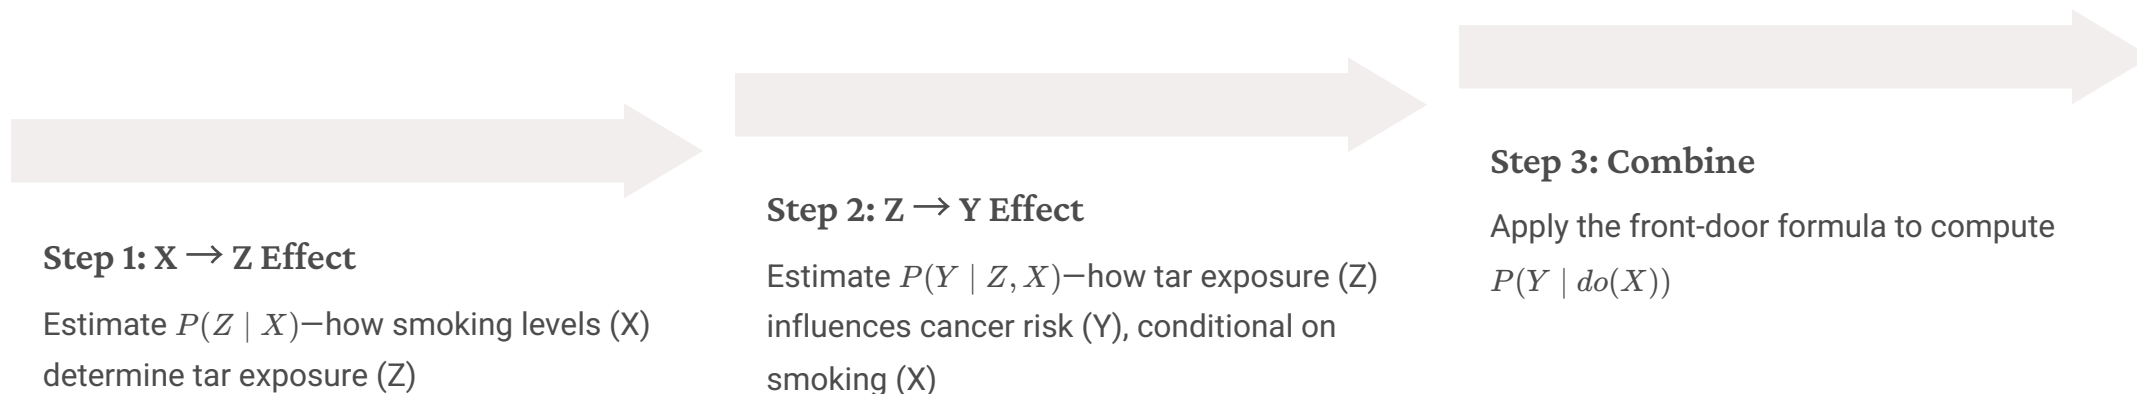 Step 1: X → Z Effect
Estimate P(Z | X)—how smoking levels (X)
determine tar exposure (Z)
Step 2: Z → Y Effect
Estimate P(Y | Z, X)—how tar exposure (Z)
influences cancer risk (Y), conditional on
smoking (X)
Step 3: Combine
Apply the front-door formula to compute
P(Y | do(X))